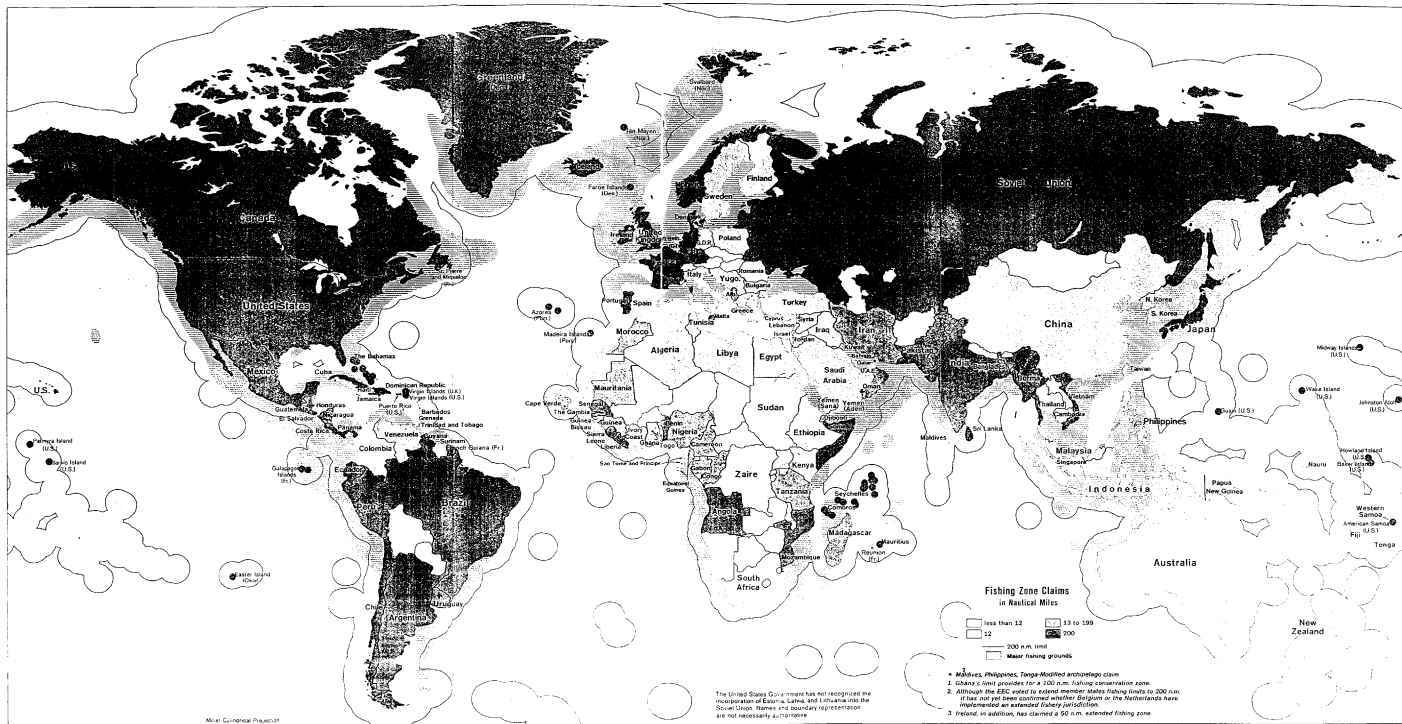 Greenland
(Den.)
Svalbard
(Nor.)
Jan Mayen
(Nor.)
Iceland
Faroe Islands
(Den.)
Finland
Sweden
Soviet Union
Canada
Ireland
Poland
St. Pierre
and Miquelon
Romania
Italy
Yugo.
Bulgaria
United States
Portugal
Spain
Greece
Turkey
N. Korea
S. Korea
Japan
China
Azores
(Port.)
Madeira Islands
(Port.)
Tunisia
Malta
Cyprus
Lebanon
Israel
Syria
Iraq
Jordan
Iran
Kuwait
Morocco
Algeria
Libya
Egypt
Saudi
Arabia
Bahrain
Qatar
U.A.E.
Oman
India
Midway Islands
(U.S.)
The Bahamas
Mexico
Cuba
U.S.
Dominican Republic
Virgin Islands (U.K.)
Virgin Islands (U.S.)
Jamaica
Puerto Rico
(U.S.)
Guatemala
Honduras
El Salvador
Nicaragua
Costa Rica
Panama
Barbados
Grenada
Trinidad and Tobago
Venezuela
Guyana
Surinam
French Guiana (Fr.)
Colombia
Mauritania
Cape Verde
Senegal
The Gambia
Guinea
Bissau
Guinea
Sierra
Leone
Liberia
Ivory
Coast
Ghana
Togo
Benin
Nigeria
Cameroon
Sudan
Yemen
(Sana)
Yemen
(Aden)
Ethiopia
Taiwan
Vietnam
Thailand
Cambodia
Philippines
Guam (U.S.)
Wake Island
(U.S.)
Johnston Atoll
(U.S.)
Maldives
Sri Lanka
Palmyra Island
(U.S.)
Jarvis Island
(U.S.)
Galapagos
Islands
(Ec.)
Ecuador
Peru
Brazil
Sao Tome and Principe
Equatorial
Guinea
Gabon
Congo
Zaire
Kenya
Tanzania
Seychelles
Comoros
Malaysia
Singapore
Indonesia
Nauru
Howland Island
(U.S.)
Baker Island
(U.S.)
Papua
New Guinea
Angola
Madagascar
Mozambique
Mauritius
Reunion
(Fr.)
Western
Samoa
American Samoa
(U.S.)
Fiji
Tonga
Easter Island
(Chile)
Australia
South
Africa
Uruguay
Argentina
New
Zealand
Fishing Zone Claims
in Nautical Miles
less than 12
13 to 199
12
200
200 n.m. limit
Major fishing grounds
* Maldives, Philippines, Tonga-Modified archipelago claim
1. Ghana's limit provides for a 100 n.m. fishing conservation zone.
2. Although the EEC voted to extend member states fishing limits to 200 n.m.
it has not yet been confirmed whether Belgium or the Netherlands have
implemented an extended fishery jurisdiction.
3. Ireland, in addition, has claimed a 50 n.m. extended fishing zone.
The United States Government has not recognized the
incorporation of Estonia, Latvia, and Lithuania into the
Soviet Union. Names and boundary representation
are not necessarily authoritative.
Miller Cylindrical Projection